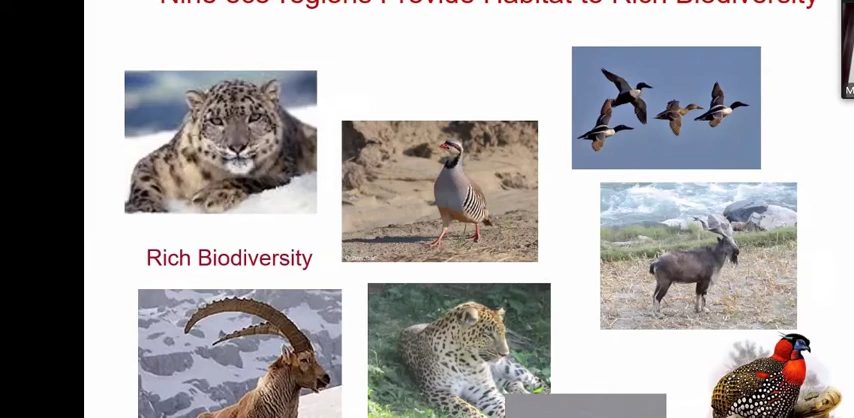 Nine eco-regions Provide Habitat to Rich Biodiversity
Rich Biodiversity